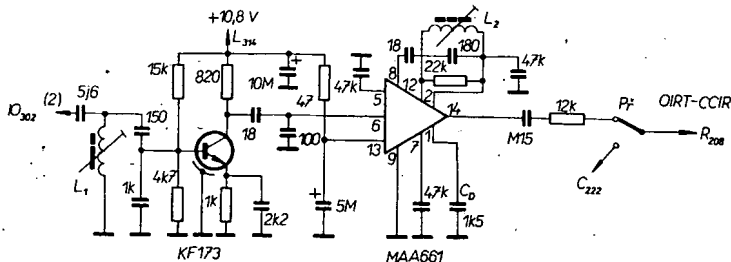 +10,8 V
L314
L2
15k
820
10M
47
47k
18
180
22k
47k
5j6
IO302
(2)
150
18
100
8
12
2
5
6
13
14
1
9
7
M15
12k
Př
OIRT-CCIR
R208
C222
L1
1k
4k7
1k
2k2
5M
47k
CD
1k5
KF173
MAA661